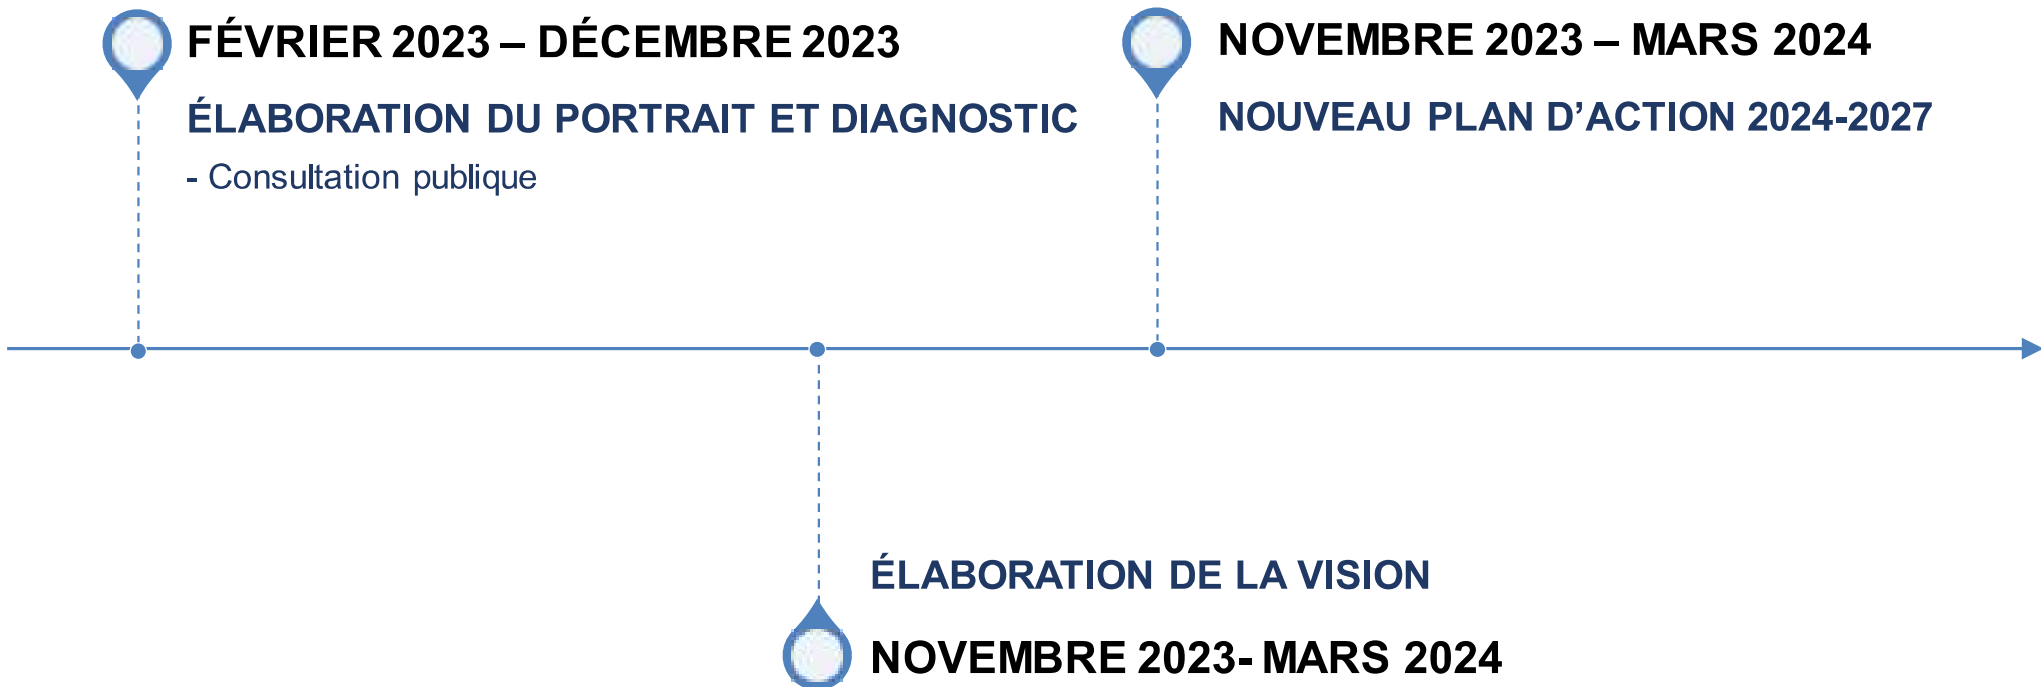 FÉVRIER 2023 – DÉCEMBRE 2023
ÉLABORATION DU PORTRAIT ET DIAGNOSTIC
- Consultation publique
NOVEMBRE 2023 – MARS 2024
NOUVEAU PLAN D’ACTION 2024-2027
ÉLABORATION DE LA VISION
NOVEMBRE 2023- MARS 2024